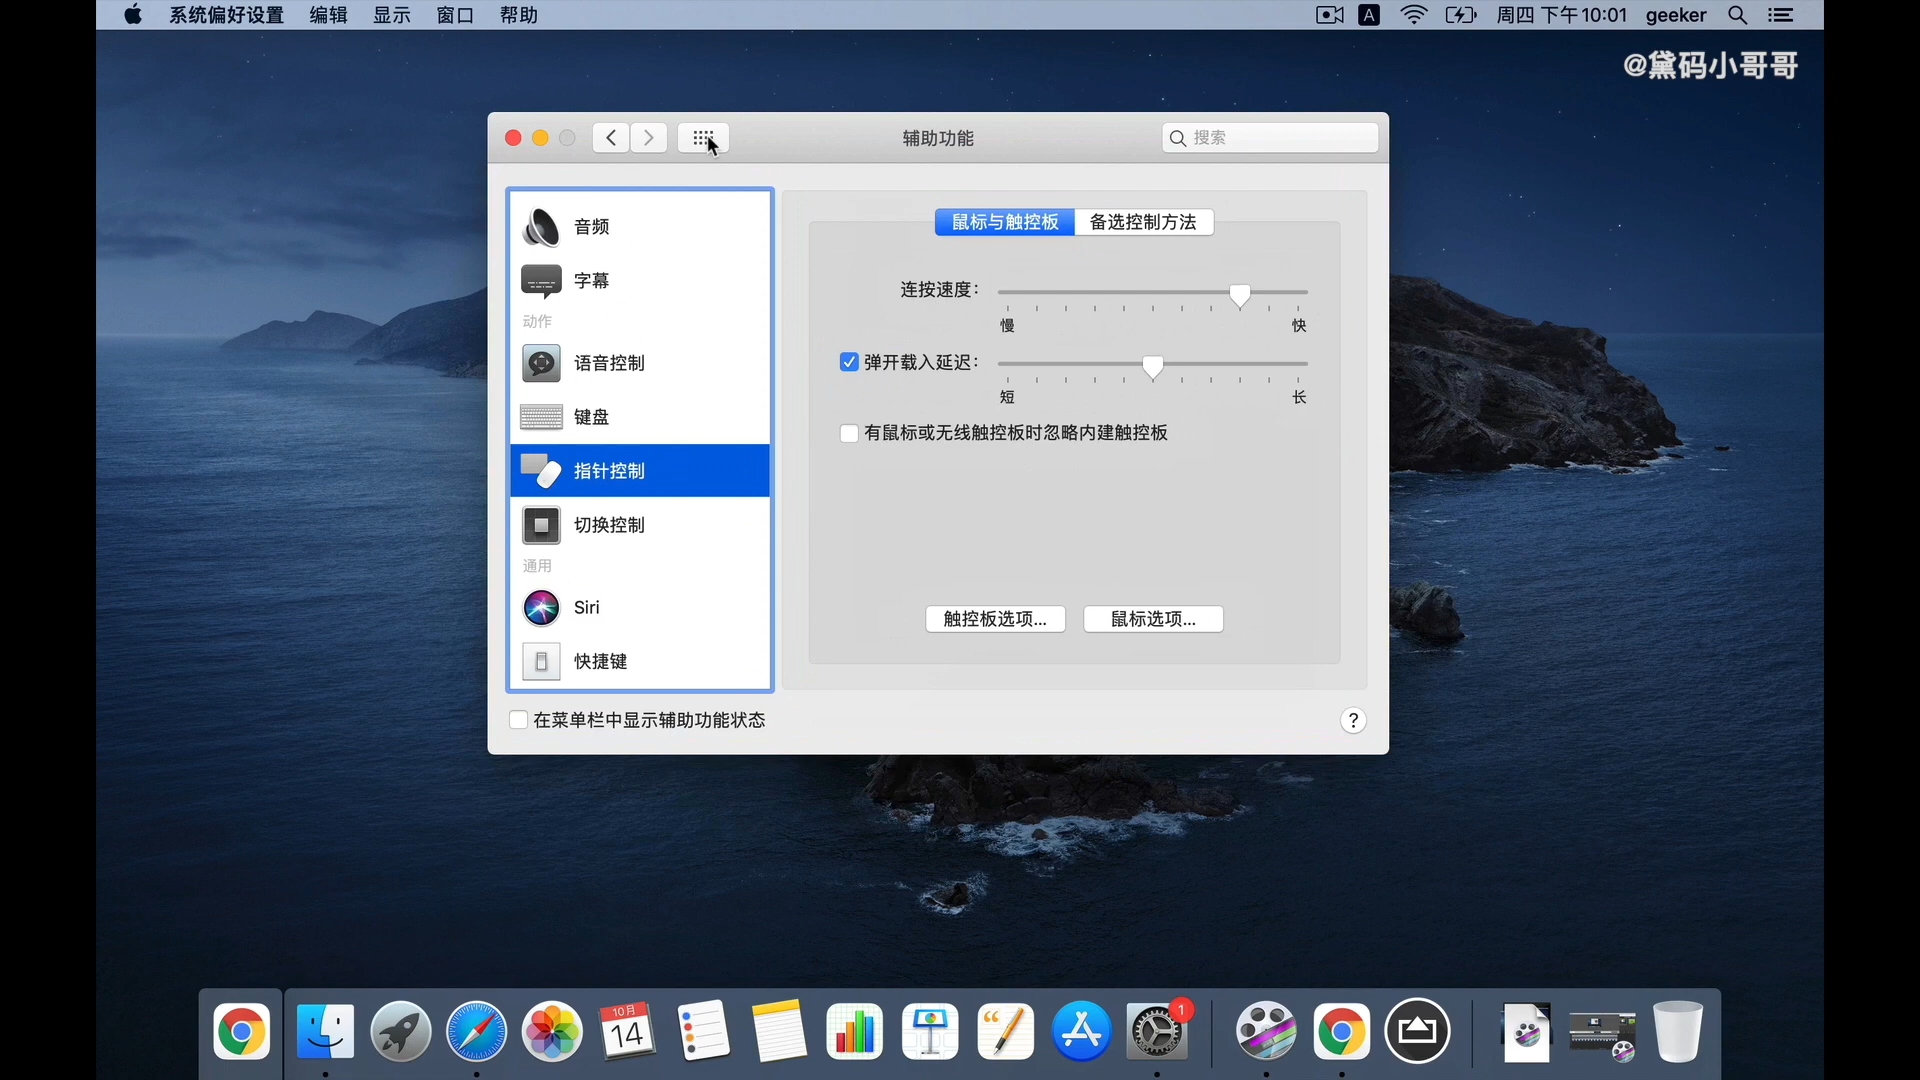 系统偏好设置 编辑 显示 窗口 帮助 A 周四 下午10:01 geeker
@黛码小哥哥
辅助功能 搜索
音频
字幕
动作
语音控制
键盘
指针控制
切换控制
通用
Siri
快捷键
鼠标与触控板 备选控制方法
连按速度：
慢 快
弹开载入延迟：
短 长
有鼠标或无线触控板时忽略内建触控板
触控板选项... 鼠标选项...
在菜单栏中显示辅助功能状态 ?
10月
14
1